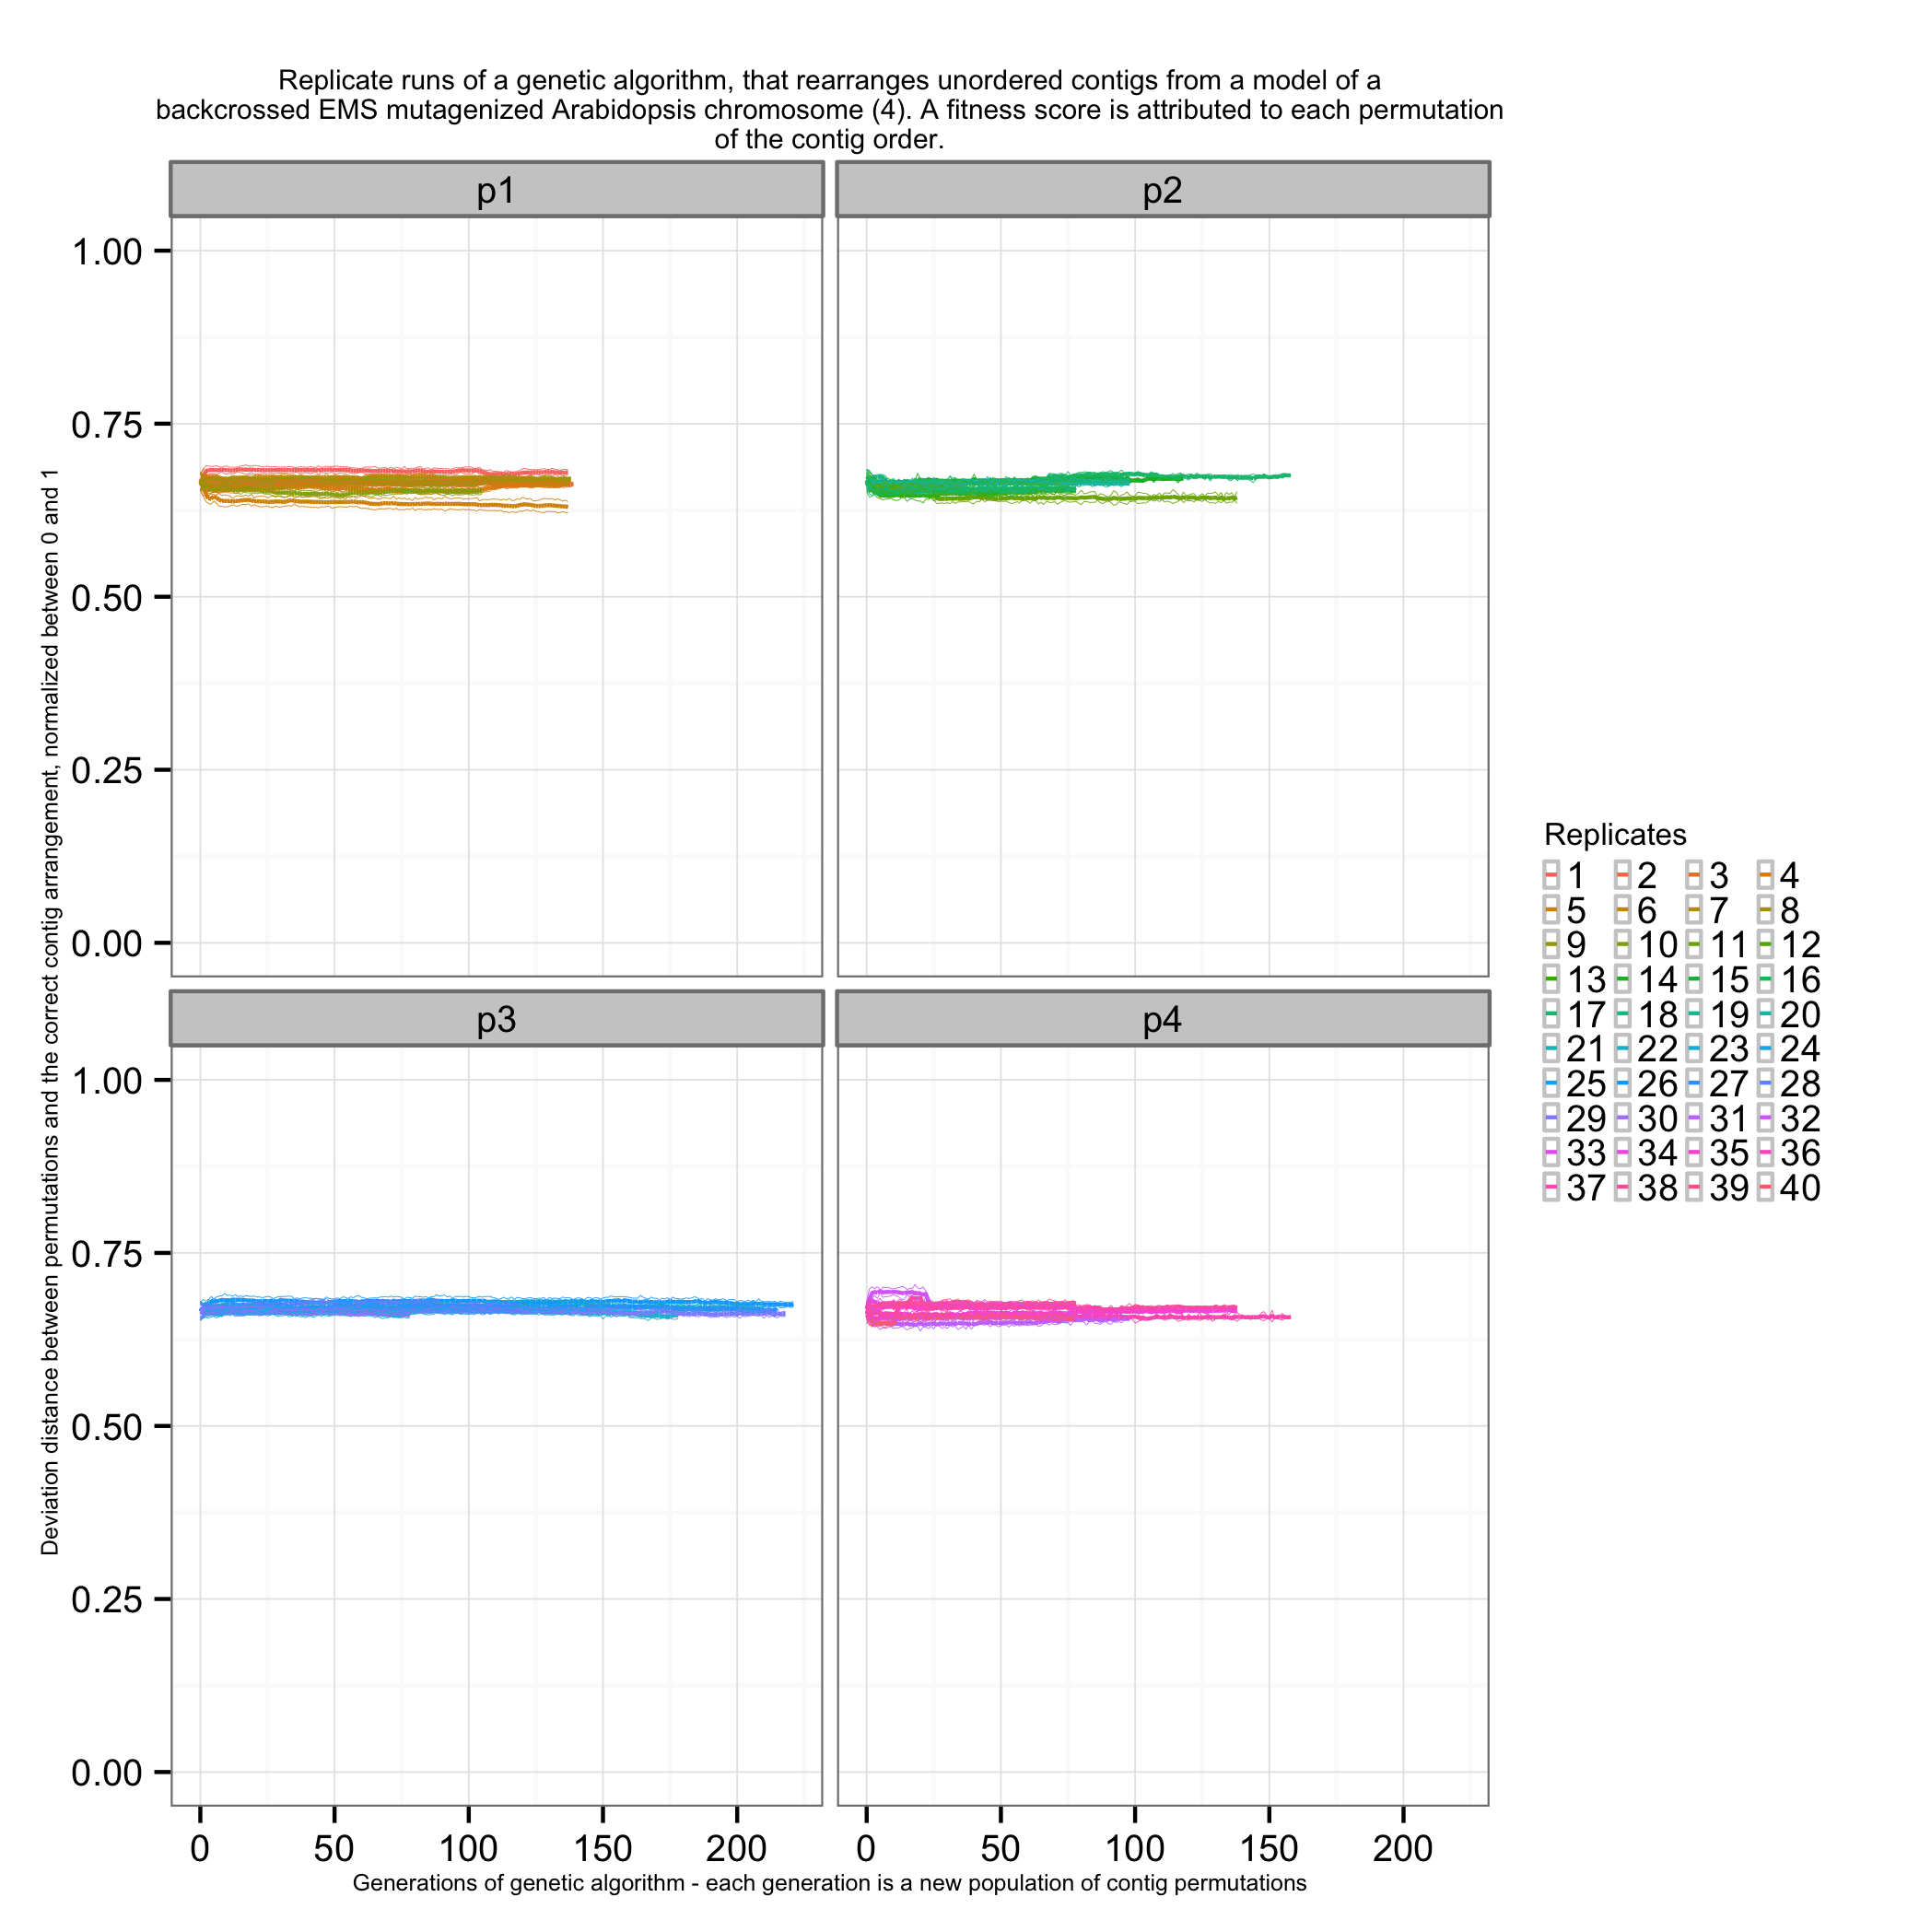 Replicate runs of a genetic algorithm, that rearranges unordered contigs from a model of a
backcrossed EMS mutagenized Arabidopsis chromosome (4). A fitness score is attributed to each permutation
of the contig order.
p1
p2
1.00
0.75
0.50
0.25
0.00
p3
p4
1.00
0.75
0.50
0.25
0.00
0 50 100 150 200
0 50 100 150 200
Generations of genetic algorithm - each generation is a new population of contig permutations
Deviation distance between permutations and the correct contig arrangement, normalized between 0 and 1
Replicates
1 2 3 4
5 6 7 8
9 10 11 12
13 14 15 16
17 18 19 20
21 22 23 24
25 26 27 28
29 30 31 32
33 34 35 36
37 38 39 40